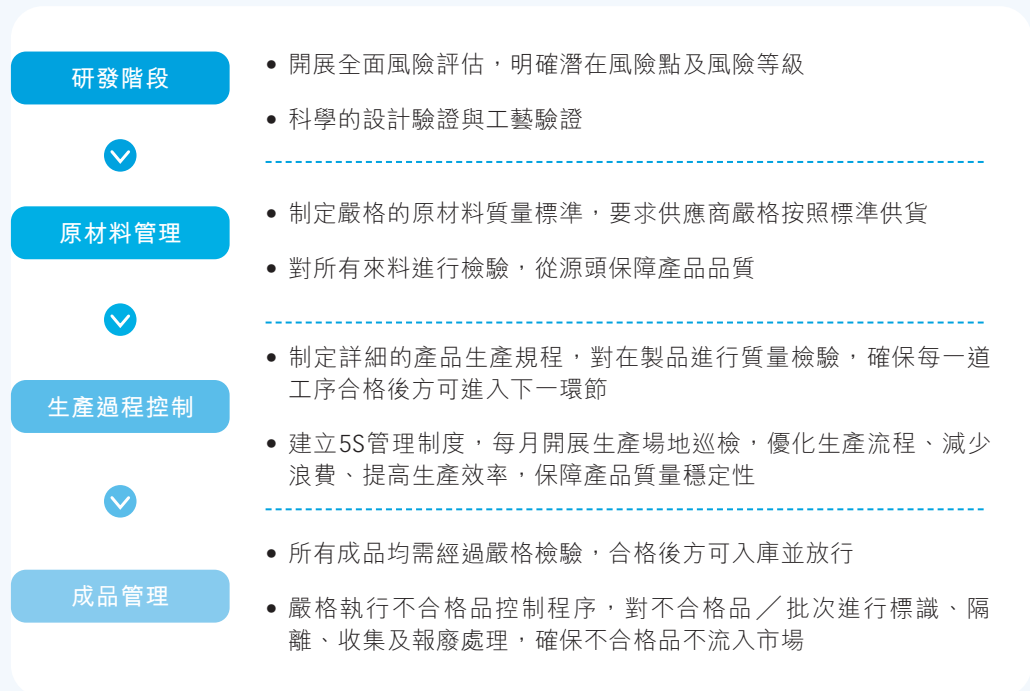 研發階段
• 開展全面風險評估，明確潛在風險點及風險等級
• 科學的設計驗證與工藝驗證
原材料管理
• 制定嚴格的原材料質量標準，要求供應商嚴格按照標準供貨
• 對所有來料進行檢驗，從源頭保障產品品質
生產過程控制
• 制定詳細的產品生產規程，對在製品進行質量檢驗，確保每一道
工序合格後方可進入下一環節
• 建立5S管理制度，每月開展生產場地巡檢，優化生產流程、減少
浪費、提高生產效率，保障產品質量穩定性
成品管理
• 所有成品均需經過嚴格檢驗，合格後方可入庫並放行
• 嚴格執行不合格品控制程序，對不合格品／批次進行標識、隔
離、收集及報廢處理，確保不合格品不流入市場